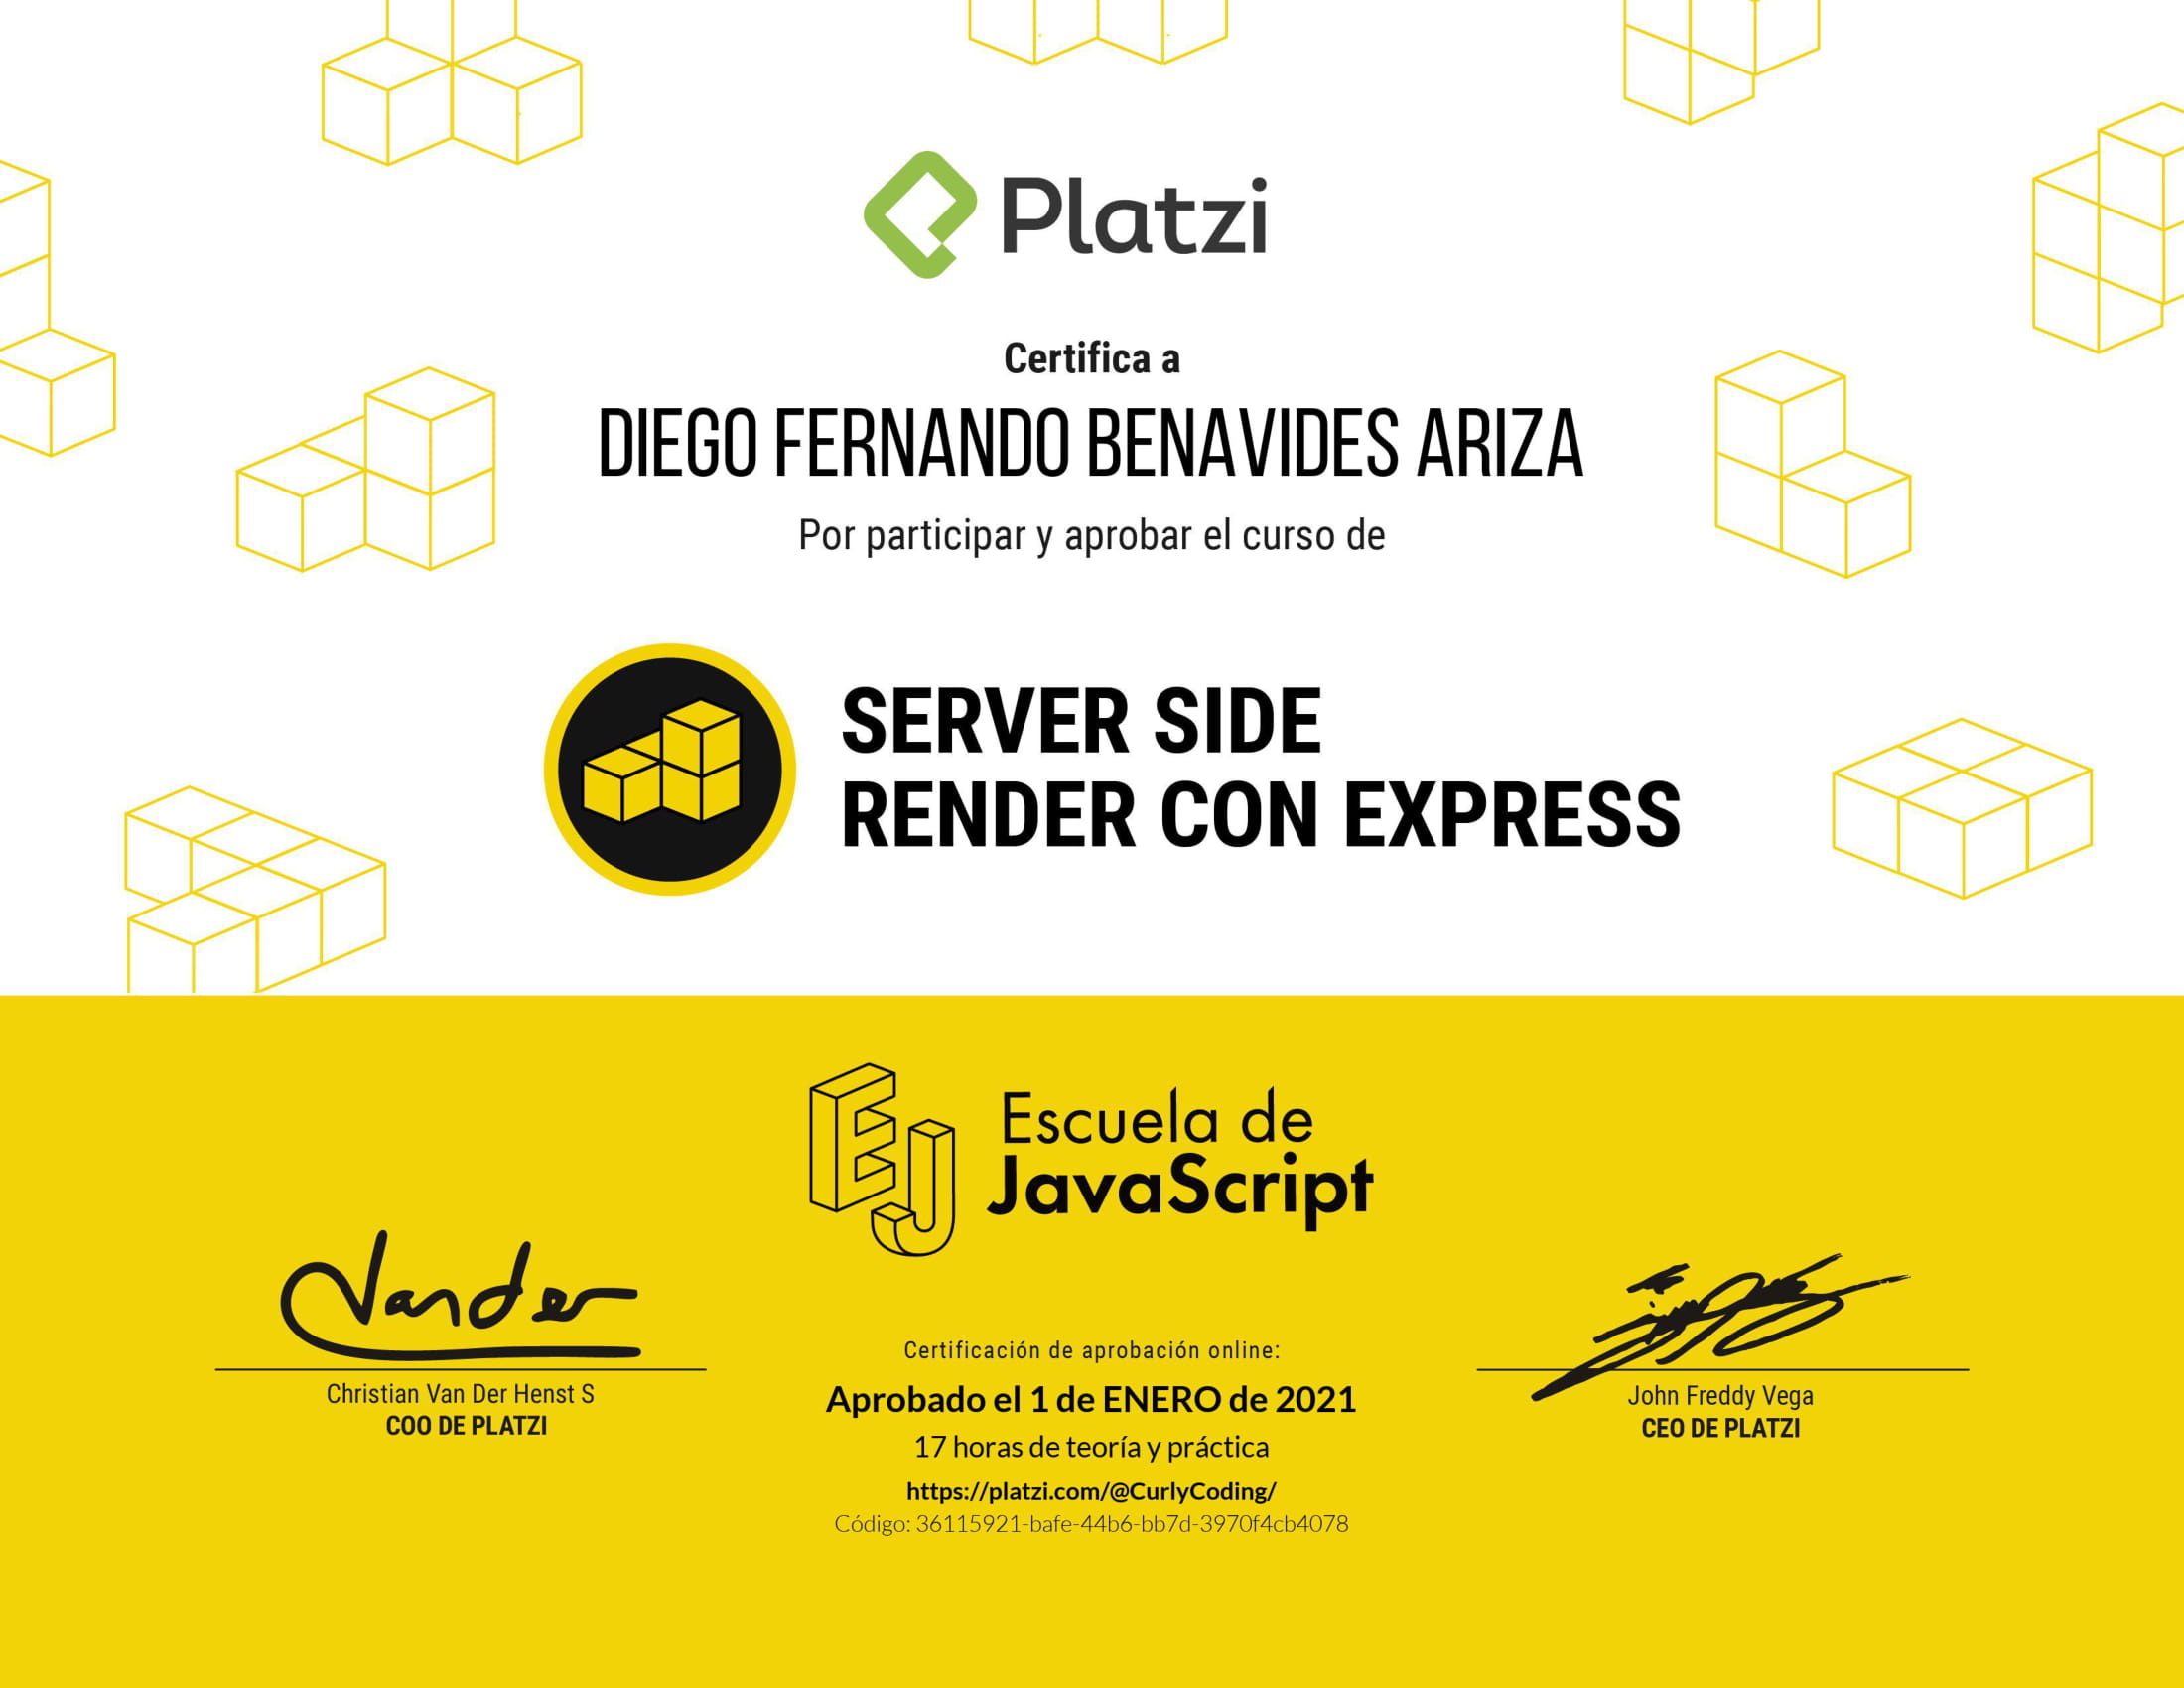 Platzi
Certifica a
DIEGO FERNANDO BENAVIDES ARIZA
Por participar y aprobar el curso de
SERVER SIDE
RENDER CON EXPRESS
EJ
Escuela de
JavaScript
Vander
Christian Van Der Henst S
COO DE PLATZI
Certificación de aprobación online:
Aprobado el 1 de ENERO de 2021
17 horas de teoría y práctica
https://platzi.com/@CurlyCoding/
Código: 36115921-bafe-44b6-bb7d-3970f4cb4078
John Freddy Vega
CEO DE PLATZI